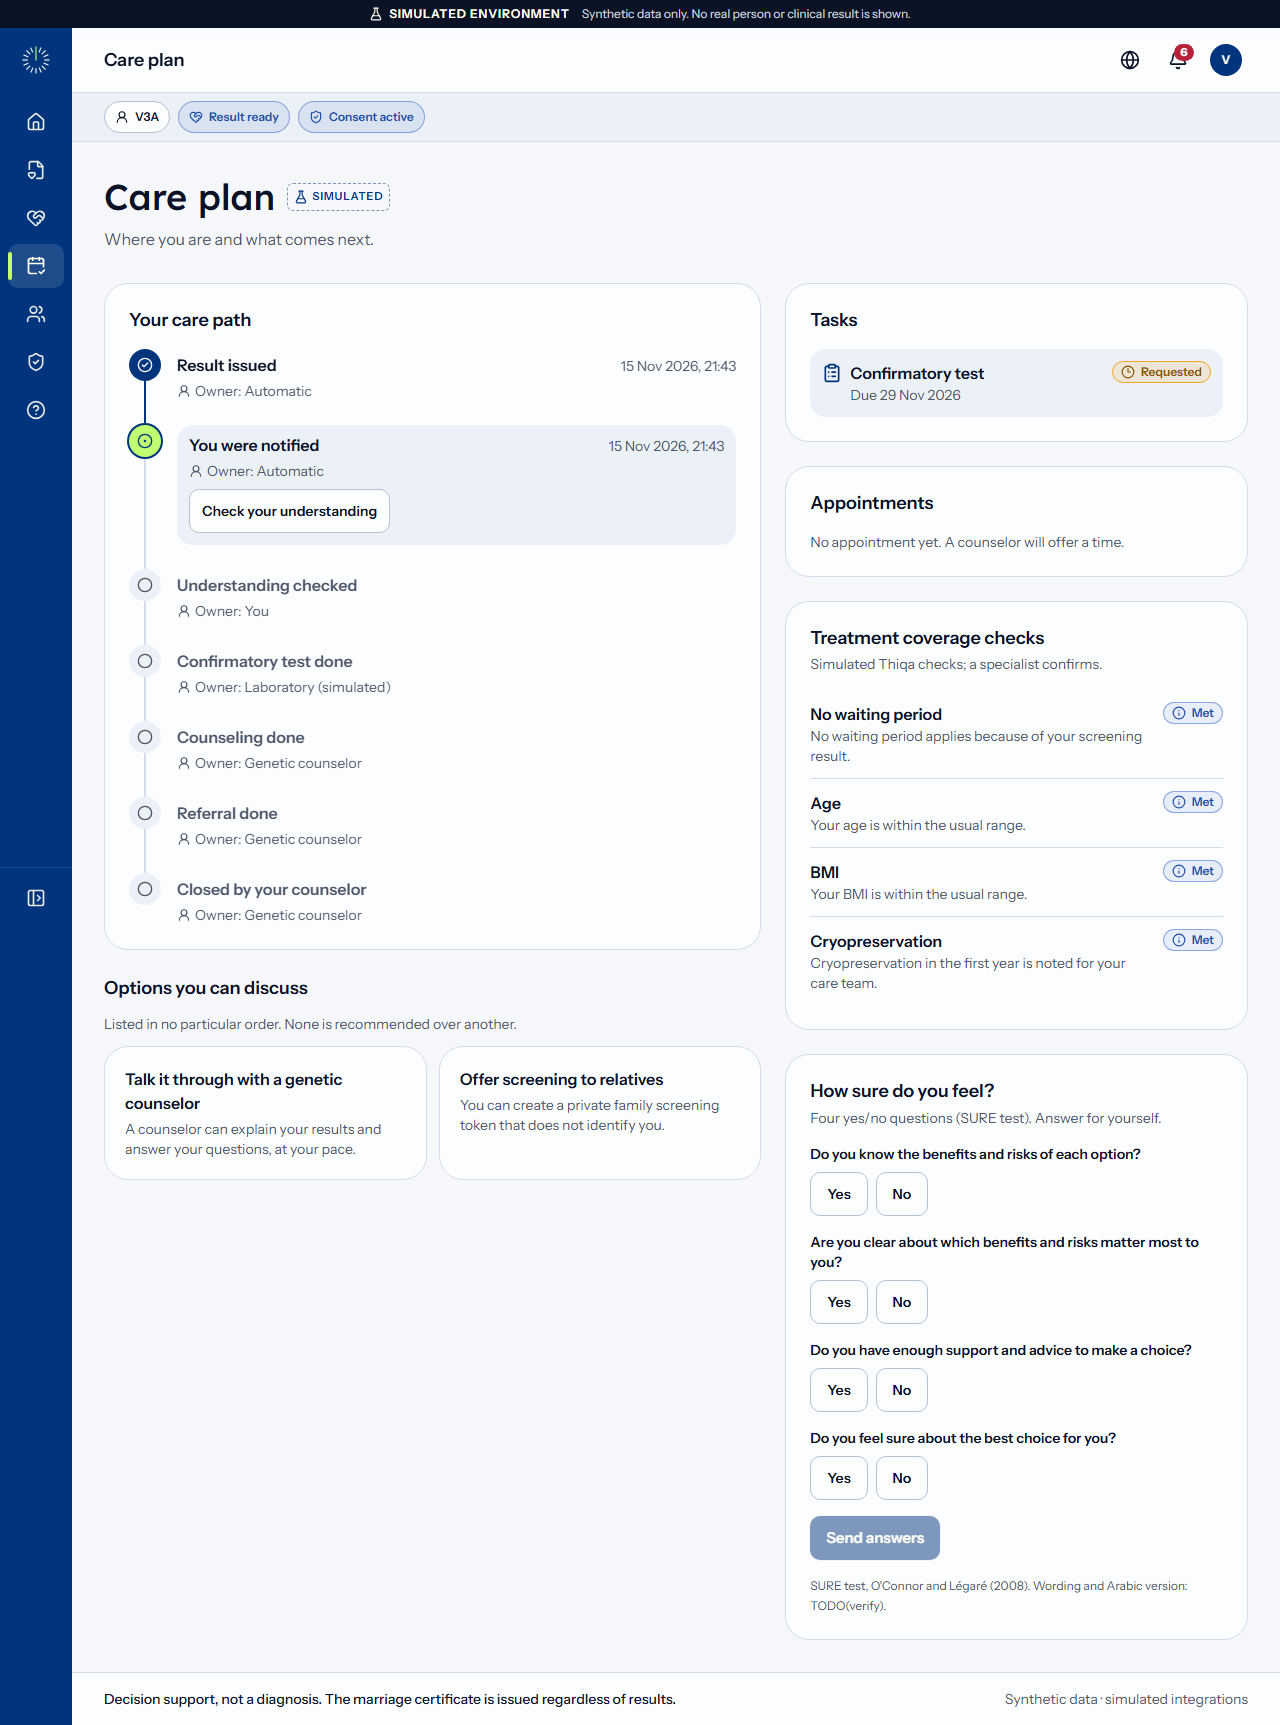 SIMULATED ENVIRONMENT Synthetic data only. No real person or clinical result is shown.
Care plan
6
V
V3A
Result ready
Consent active
Care plan
SIMULATED
Where you are and what comes next.
Your care path
Result issued
15 Nov 2026, 21:43
Owner: Automatic
You were notified
15 Nov 2026, 21:43
Owner: Automatic
Check your understanding
Understanding checked
Owner: You
Confirmatory test done
Owner: Laboratory (simulated)
Counseling done
Owner: Genetic counselor
Referral done
Owner: Genetic counselor
Closed by your counselor
Owner: Genetic counselor
Options you can discuss
Listed in no particular order. None is recommended over another.
Talk it through with a genetic
counselor
A counselor can explain your results and
answer your questions, at your pace.
Offer screening to relatives
You can create a private family screening
token that does not identify you.
Tasks
Confirmatory test
Requested
Due 29 Nov 2026
Appointments
No appointment yet. A counselor will offer a time.
Treatment coverage checks
Simulated Thiqa checks; a specialist confirms.
No waiting period
Met
No waiting period applies because of your screening
result.
Age
Met
Your age is within the usual range.
BMI
Met
Your BMI is within the usual range.
Cryopreservation
Met
Cryopreservation in the first year is noted for your
care team.
How sure do you feel?
Four yes/no questions (SURE test). Answer for yourself.
Do you know the benefits and risks of each option?
Yes
No
Are you clear about which benefits and risks matter most to
you?
Yes
No
Do you have enough support and advice to make a choice?
Yes
No
Do you feel sure about the best choice for you?
Yes
No
Send answers
SURE test, O'Connor and Légaré (2008). Wording and Arabic version:
TODO(verify).
Decision support, not a diagnosis. The marriage certificate is issued regardless of results.
Synthetic data · simulated integrations